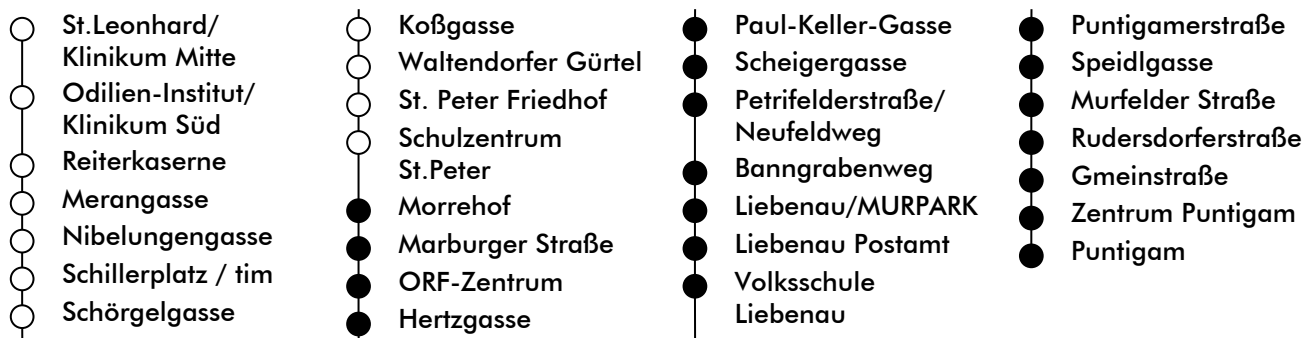 St.Leonhard/
Klinikum Mitte
Odilien-Institut/
Klinikum Süd
Reiterkaserne
Merangasse
Nibelungengasse
Schillerplatz / tim
Schörgelgasse
Koßgasse
Waltendorfer Gürtel
St. Peter Friedhof
Schulzentrum
St.Peter
Morrehof
Marburger Straße
ORF-Zentrum
Hertzgasse
Paul-Keller-Gasse
Scheigergasse
Petrifelderstraße/
Neufeldweg
Banngrabenweg
Liebenau/MURPARK
Liebenau Postamt
Volksschule
Liebenau
Puntigamerstraße
Speidlgasse
Murfelder Straße
Rudersdorferstraße
Gmeinstraße
Zentrum Puntigam
Puntigam